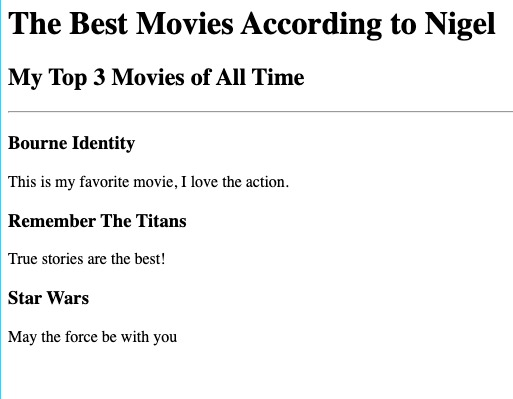 The Best Movies According to Nigel
My Top 3 Movies of All Time
Bourne Identity
This is my favorite movie, I love the action.
Remember The Titans
True stories are the best!
Star Wars
May the force be with you